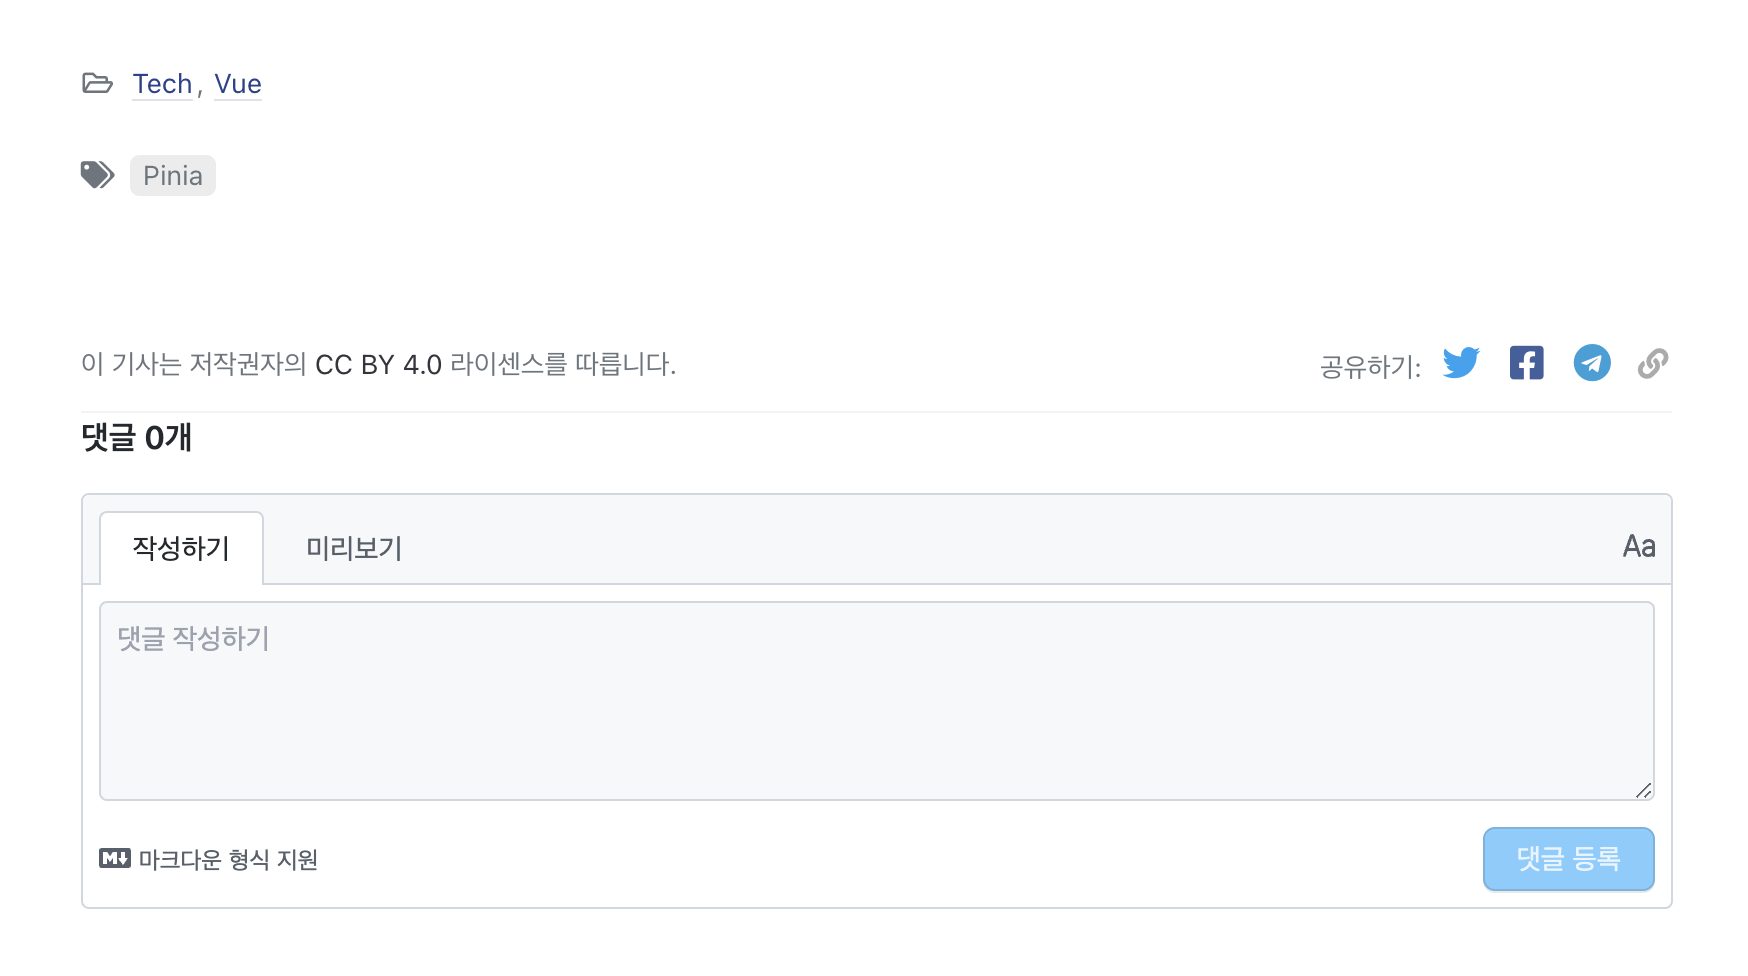 Tech, Vue
Pinia
이 기사는 저작권자의 CC BY 4.0 라이센스를 따릅니다.
공유하기:
댓글 0개
작성하기 미리보기 Aa
댓글 작성하기
M↓ 마크다운 형식 지원
댓글 등록